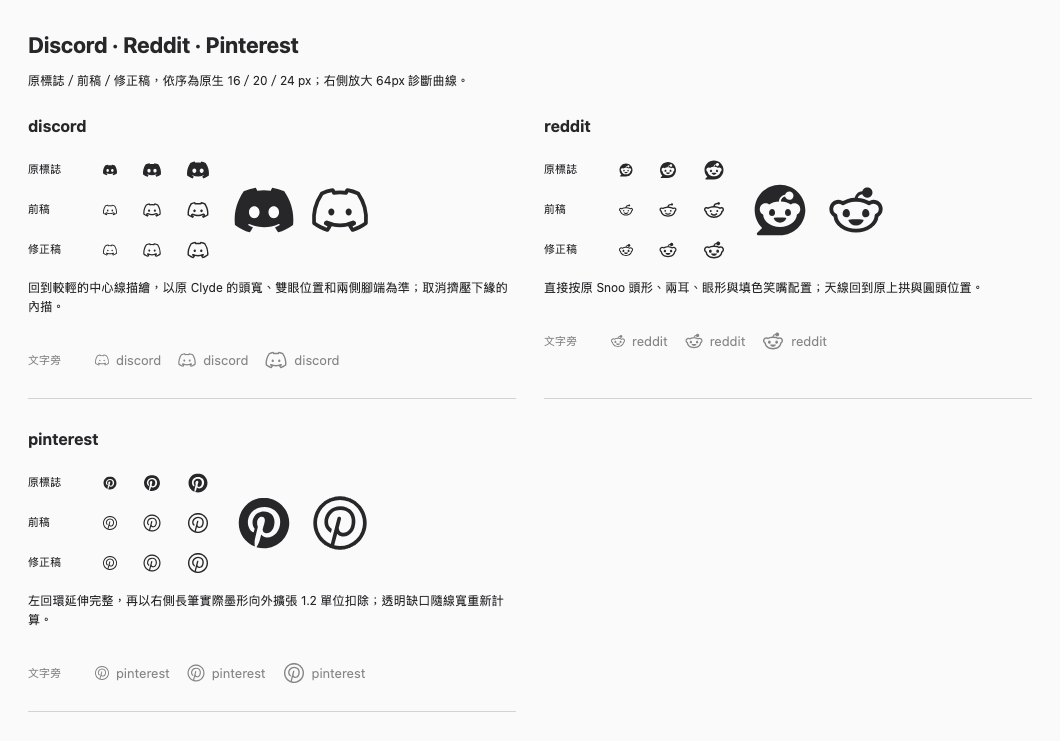 Discord · Reddit · Pinterest
原標誌 / 前稿 / 修正稿，依序為原生 16 / 20 / 24 px；右側放大 64px 診斷曲線。
discord
原標誌
前稿
修正稿
回到較輕的中心線描繪，以原 Clyde 的頭寬、雙眼位置和兩側腳端為準；取消擠壓下緣的
內描。
文字旁 discord discord discord
reddit
原標誌
前稿
修正稿
直接按原 Snoo 頭形、兩耳、眼形與填色笑嘴配置；天線回到原上拱與圓頭位置。
文字旁 reddit reddit reddit
pinterest
原標誌
前稿
修正稿
左回環延伸完整，再以右側長筆實際墨形向外擴張 1.2 單位扣除；透明缺口隨線寬重新計
算。
文字旁 pinterest pinterest pinterest